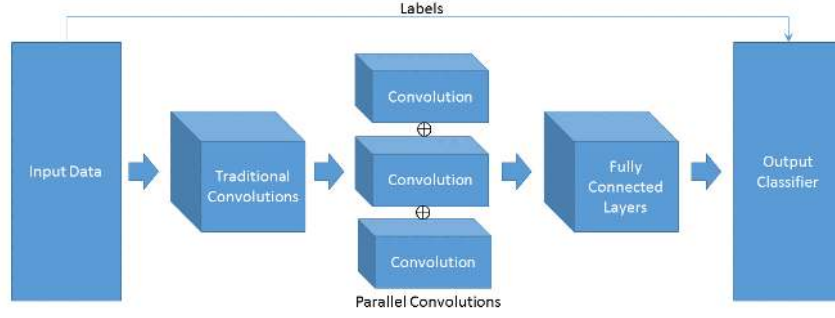 Labels
Input Data
Traditional
Convolutions
Convolution
⊕
Convolution
⊕
Convolution
Parallel Convolutions
Fully
Connected
Layers
Output
Classifier